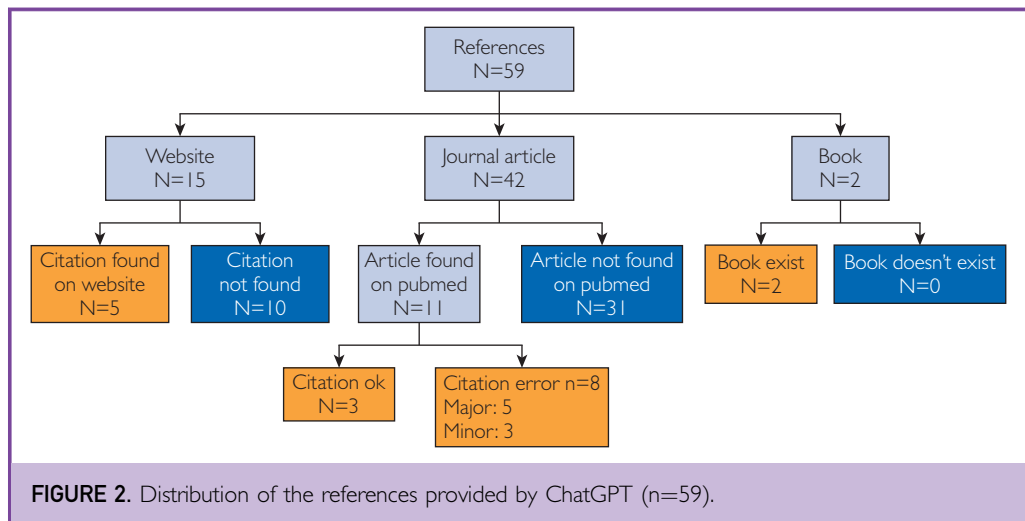 References
N=59
Website
N=15
Journal article
N=42
Book
N=2
Citation found
on website
N=5
Citation
not found
N=10
Article found
on pubmed
N=11
Article not found
on pubmed
N=31
Book exist
N=2
Book doesn't exist
N=0
Citation ok
N=3
Citation error n=8
Major: 5
Minor: 3
FIGURE 2. Distribution of the references provided by ChatGPT (n=59).